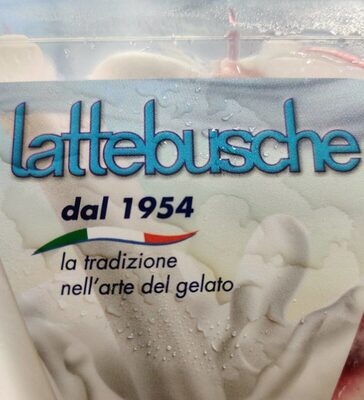 lattebusche
dal 1954
la tradizione
nell'arte del gelato